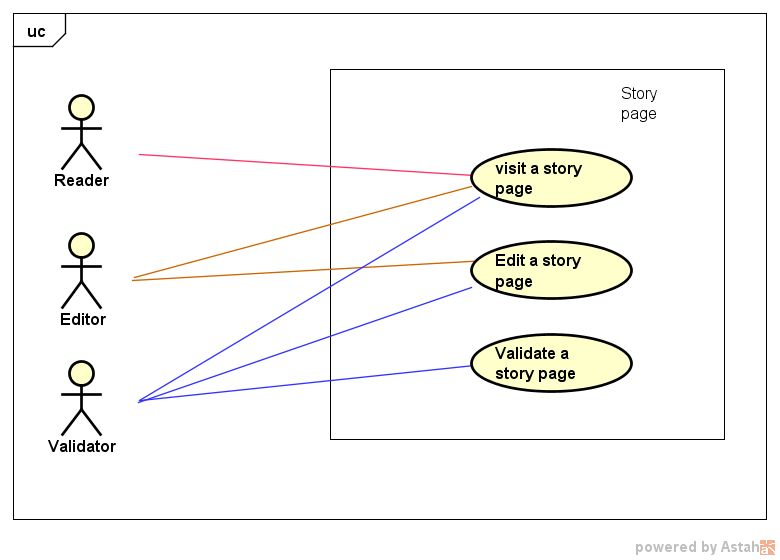 uc
Story
page
Reader
visit a story
page
Editor
Edit a story
page
Validator
Validate a
story page
powered by Astah